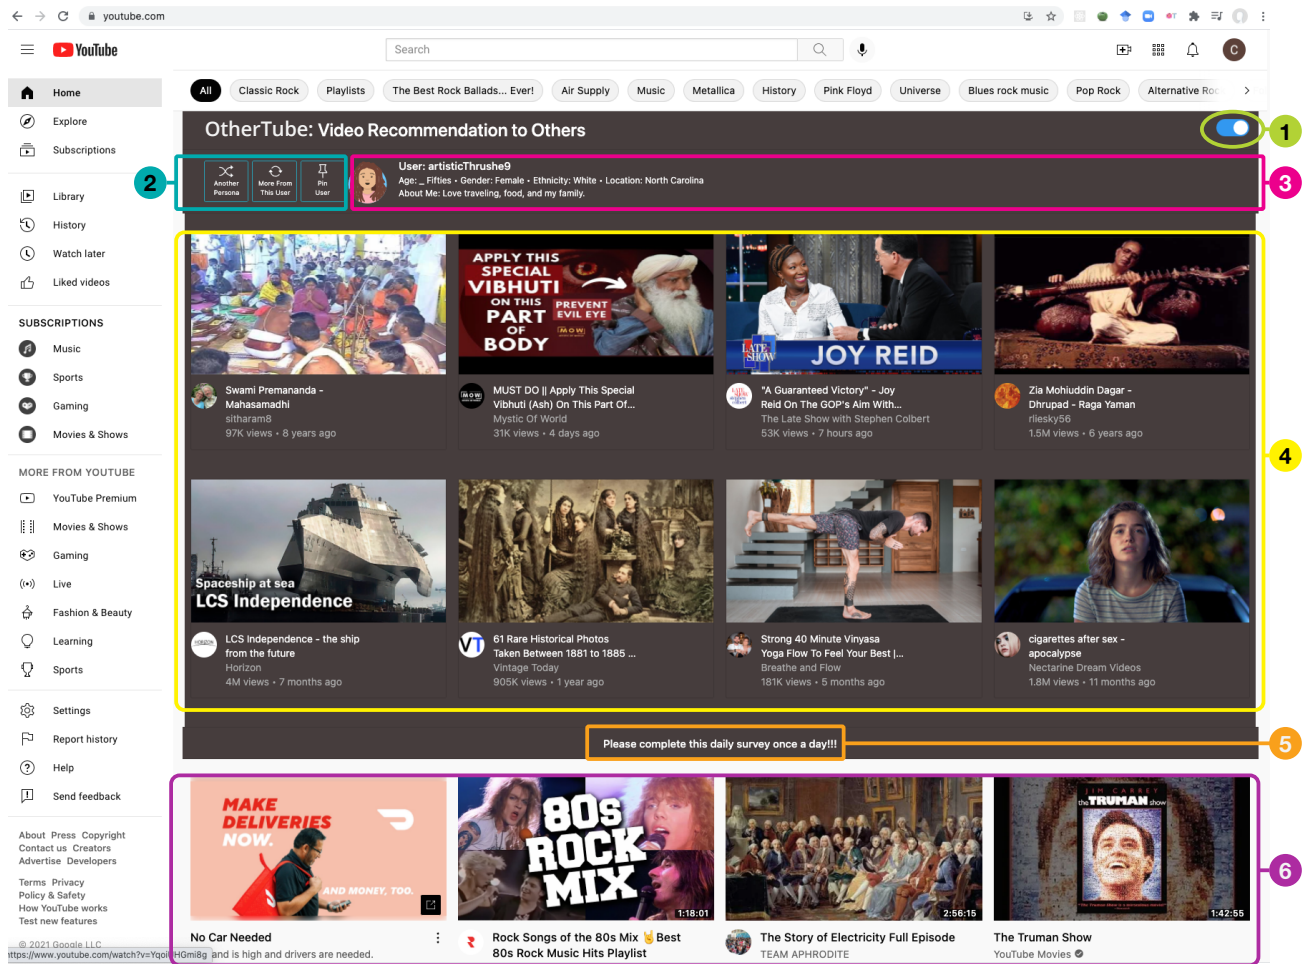 youtube.com
YouTube
Search
C
Home
Explore
Subscriptions
Library
History
Watch later
Liked videos
SUBSCRIPTIONS
Music
Sports
Gaming
Movies & Shows
MORE FROM YOUTUBE
YouTube Premium
Movies & Shows
Gaming
Live
Fashion & Beauty
Learning
Sports
Settings
Report history
Help
Send feedback
About Press Copyright
Contact us Creators
Advertise Developers
Terms Privacy
Policy & Safety
How YouTube works
Test new features
© 2021 Google LLC
All Classic Rock Playlists The Best Rock Ballads... Ever! Air Supply Music Metallica History Pink Floyd Universe Blues rock music Pop Rock Alternative Roc
OtherTube: Video Recommendation to Others
1
2
Another
Persona
More From
This User
Pin
User
User: artisticThrushe9
Age: _ Fifties • Gender: Female • Ethnicity: White • Location: North Carolina
About Me: Love traveling, food, and my family.
3
APPLY THIS
SPECIAL
VIBHUTI
ON THIS
PART
OF
BODY
PREVENT
EVIL EYE
MOW
LATE
SHOW
JOY REID
Swami Premananda -
Mahasamadhi
sitharam8
97K views • 8 years ago
MOW
MUST DO || Apply This Special
Vibhuti (Ash) On This Part Of...
Mystic Of World
31K views • 4 days ago
"A Guaranteed Victory" - Joy
Reid On The GOP's Aim With...
The Late Show with Stephen Colbert
53K views • 7 hours ago
Zia Mohiuddin Dagar -
Dhrupad - Raga Yaman
rliesky56
1.5M views • 6 years ago
4
Spaceship at sea
LCS Independence
LCS Independence - the ship
from the future
Horizon
4M views • 7 months ago
VT
61 Rare Historical Photos
Taken Between 1881 to 1885 ...
Vintage Today
905K views • 1 year ago
Strong 40 Minute Vinyasa
Yoga Flow To Feel Your Best |...
Breathe and Flow
181K views • 5 months ago
cigarettes after sex -
apocalypse
Nectarine Dream Videos
1.8M views • 11 months ago
Please complete this daily survey once a day!!!
5
MAKE
DELIVERIES
NOW.
AND MONEY, TOO.
80s
ROCK
MIX
1:18:01
2:56:15
JIM CARREY
the TRUMAN show
1:42:55
6
No Car Needed
and is high and drivers are needed.
Rock Songs of the 80s Mix 🤘Best
80s Rock Music Hits Playlist
The Story of Electricity Full Episode
TEAM APHRODITE
The Truman Show
YouTube Movies